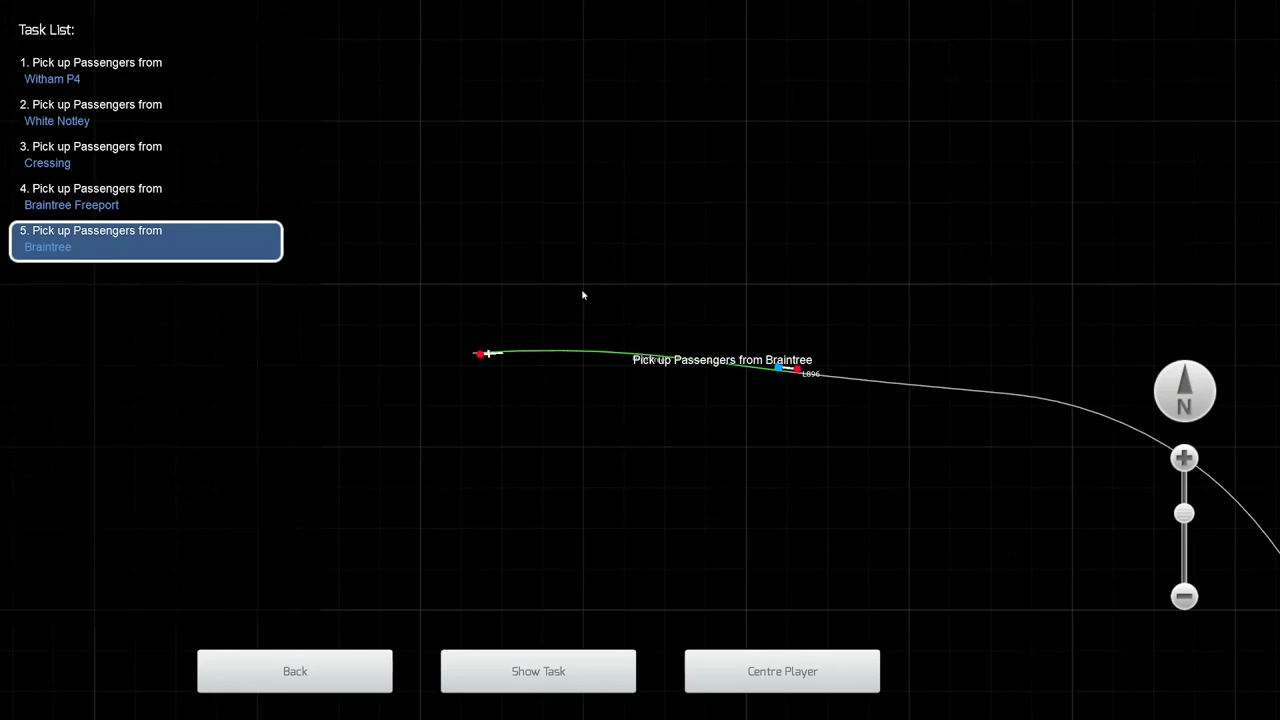 Task List:
1. Pick up Passengers from
Witham P4
2. Pick up Passengers from
White Notley
3. Pick up Passengers from
Cressing
4. Pick up Passengers from
Braintree Freeport
5. Pick up Passengers from
Braintree
Pick up Passengers from Braintree
L896
N
Back
Show Task
Centre Player